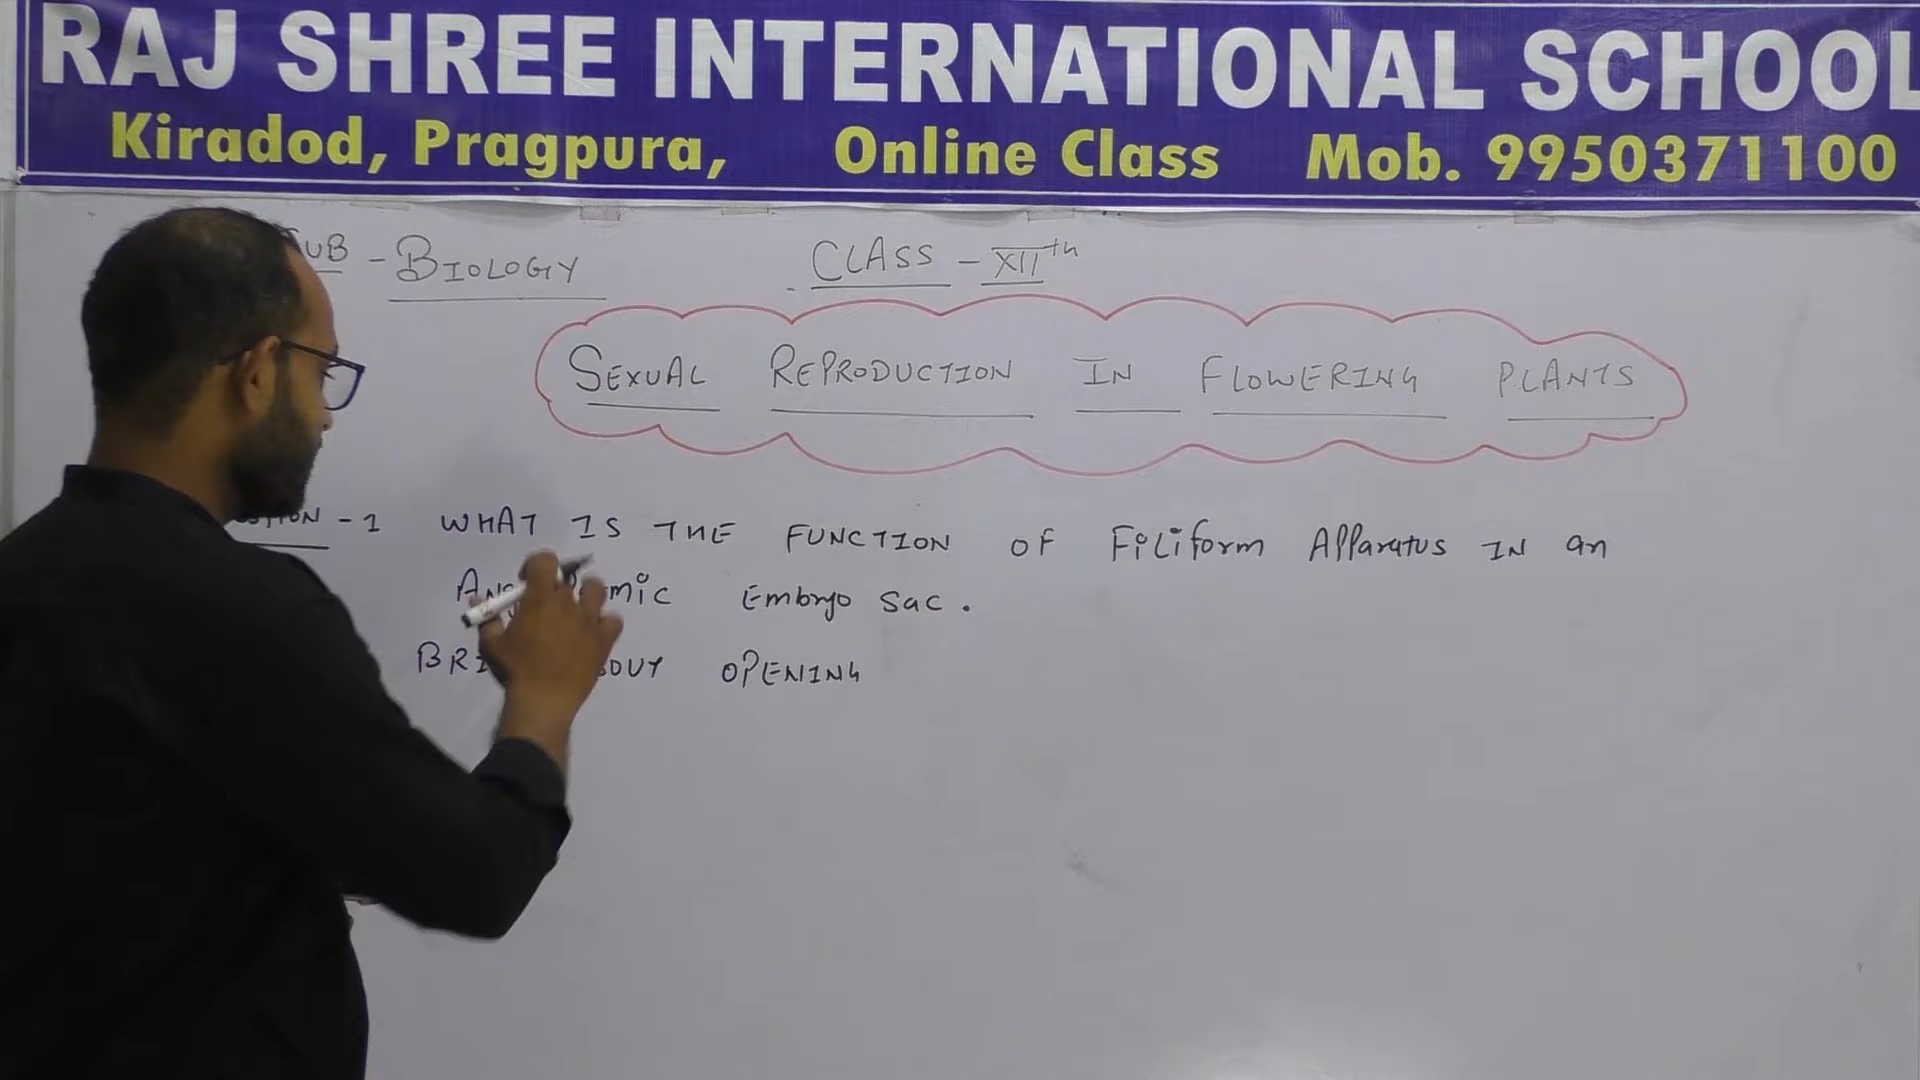 RAJ SHREE INTERNATIONAL SCHOOL
Kiradod, Pragpura, Online Class Mob. 9950371100
SUB - BIOLOGY CLASS - XIIth
SEXUAL REPRODUCTION IN FLOWERING PLANTS
- 1 WHAT IS THE FUNCTION OF FiLiform APParatus IN an
Embryo sac.
OPENING